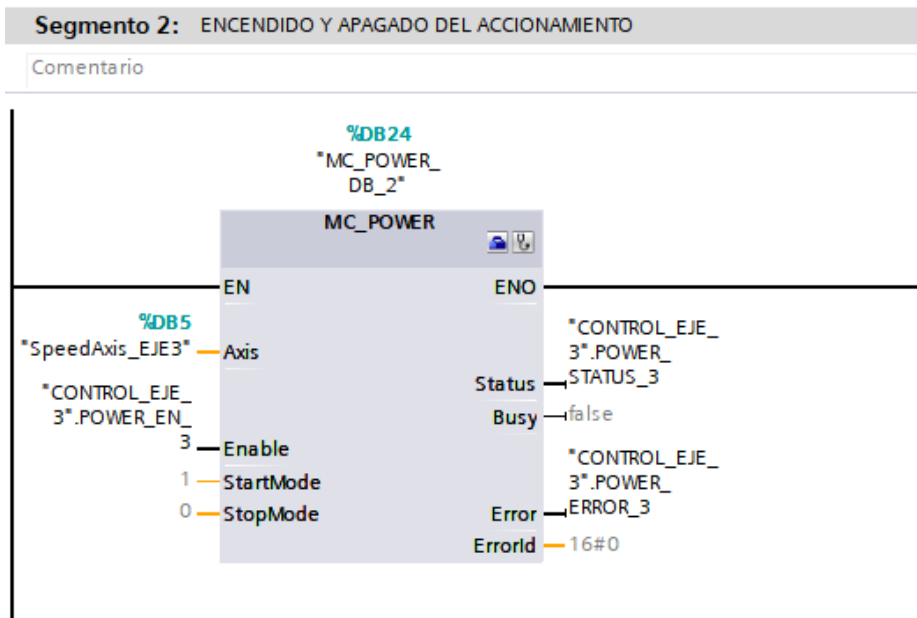 Segmento 2: ENCENDIDO Y APAGADO DEL ACCIONAMIENTO
Comentario
%DB24
"MC_POWER_
DB_2"
MC_POWER
EN
ENO
%DB5
"SpeedAxis_EJE3"
Axis
"CONTROL_EJE_
3".POWER_
STATUS_3
Status
Busy
false
"CONTROL_EJE_
3".POWER_EN_
3
Enable
1
StartMode
0
StopMode
"CONTROL_EJE_
3".POWER_
ERROR_3
Error
ErrorId
16#0